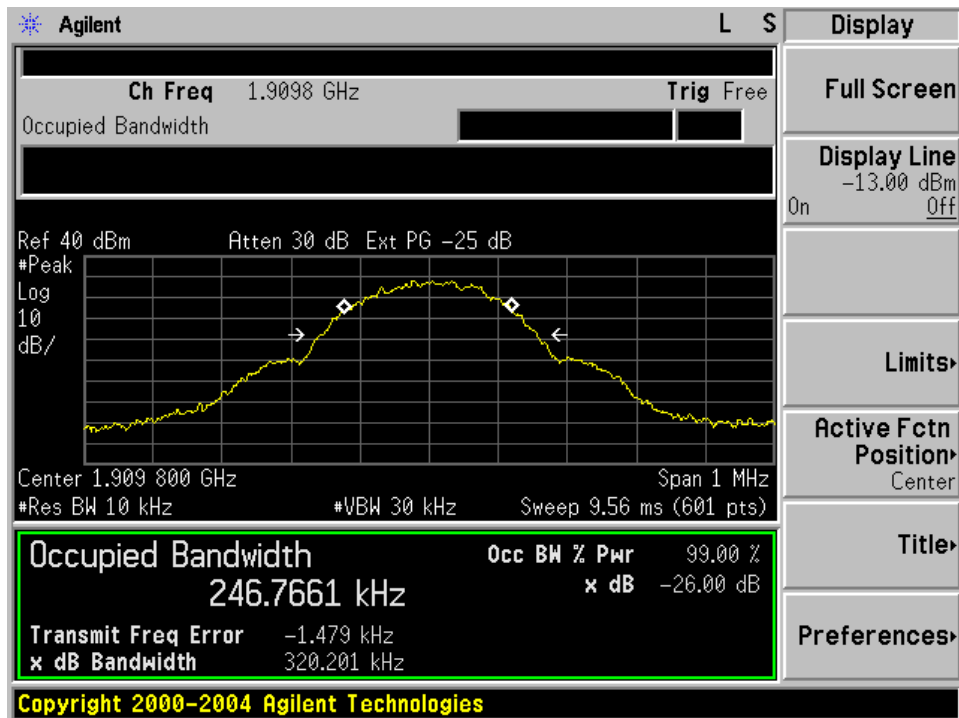 Agilent L S
Display
Ch Freq 1.9098 GHz Trig Free
Occupied Bandwidth
Full Screen
Display Line
-13.00 dBm
On Off
Ref 40 dBm Atten 30 dB Ext PG -25 dB
#Peak
Log
10
dB/
Limits
Active Fctn
Position
Center
Center 1.909 800 GHz Span 1 MHz
#Res BW 10 kHz #VBW 30 kHz Sweep 9.56 ms (601 pts)
Title
Occupied Bandwidth
246.7661 kHz
Occ BW % Pwr 99.00 %
x dB -26.00 dB
Transmit Freq Error -1.479 kHz
x dB Bandwidth 320.201 kHz
Preferences
Copyright 2000-2004 Agilent Technologies